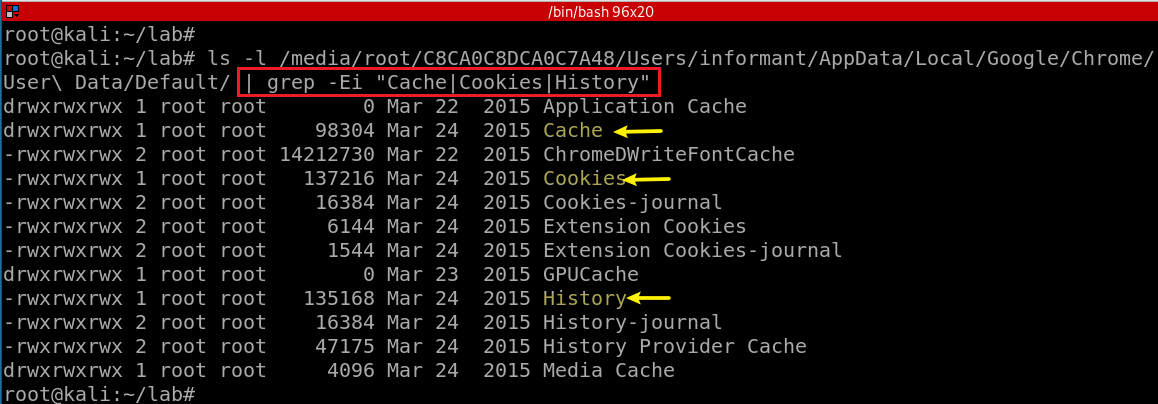 /bin/bash 96x20
root@kali:~/lab#
root@kali:~/lab# ls -l /media/root/C8CA0C8DCA0C7A48/Users/informant/AppData/Local/Google/Chrome/
User\ Data/Default/ | grep -Ei "Cache|Cookies|History"
drwxrwxrwx 1 root root        0 Mar 22  2015 Application Cache
drwxrwxrwx 1 root root    98304 Mar 24  2015 Cache
-rwxrwxrwx 2 root root 14212730 Mar 22  2015 ChromeDWriteFontCache
-rwxrwxrwx 1 root root   137216 Mar 24  2015 Cookies
-rwxrwxrwx 2 root root    16384 Mar 24  2015 Cookies-journal
-rwxrwxrwx 2 root root     6144 Mar 24  2015 Extension Cookies
-rwxrwxrwx 2 root root     1544 Mar 24  2015 Extension Cookies-journal
drwxrwxrwx 1 root root        0 Mar 23  2015 GPUCache
-rwxrwxrwx 1 root root   135168 Mar 24  2015 History
-rwxrwxrwx 2 root root    16384 Mar 24  2015 History-journal
-rwxrwxrwx 2 root root    47175 Mar 24  2015 History Provider Cache
drwxrwxrwx 1 root root     4096 Mar 24  2015 Media Cache
root@kali:~/lab#